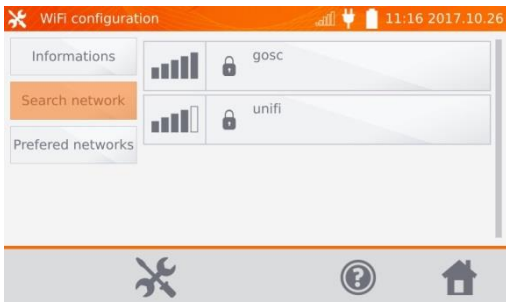 WiFi configuration 11:16 2017.10.26
Informations
gosc
Search network
unifi
Prefered networks
?